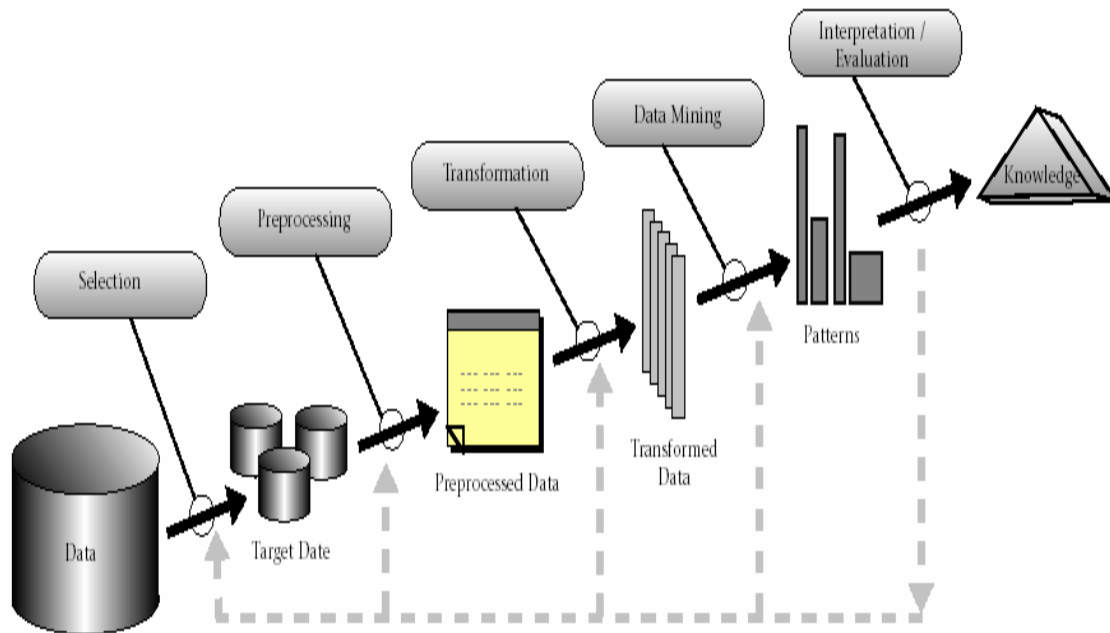 Interpretation /
Evaluation
Data Mining
Transformation
Preprocessing
Selection
Knowledge
Patterns
Transformed
Data
Preprocessed Data
Target Date
Data